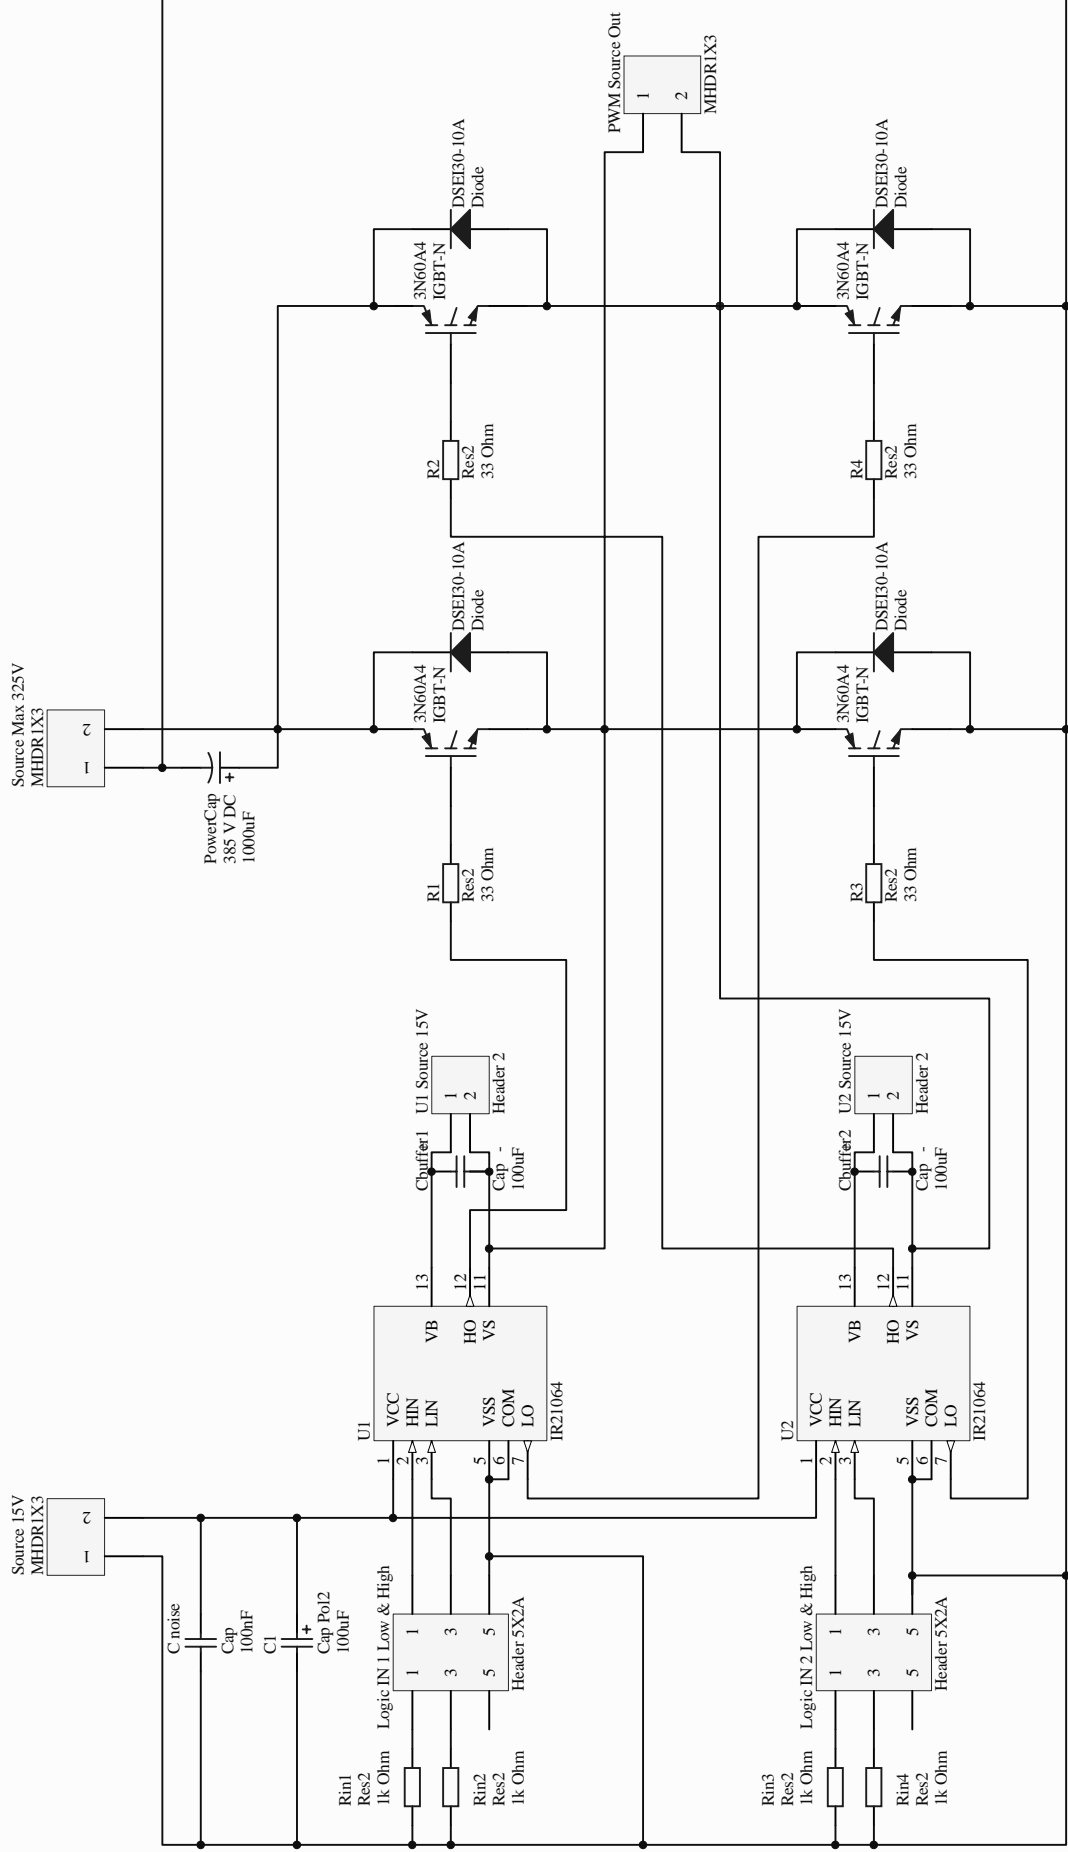 PWM Source Out
1
2
MHDR1X3
DSEI30-10A
Diode
3N60A4
IGBT-N
DSEI30-10A
Diode
3N60A4
IGBT-N
R2
Res2
33 Ohm
R4
Res2
33 Ohm
Source Max 325V
MHDR1X3
2
1
PowerCap
385 V DC
1000uF
+
DSEI30-10A
Diode
3N60A4
IGBT-N
DSEI30-10A
Diode
3N60A4
IGBT-N
R1
Res2
33 Ohm
R3
Res2
33 Ohm
U1 Source 15V
1
2
Header 2
Cbuffer1
Cap -
100uF
U2 Source 15V
1
2
Header 2
Cbuffer2
Cap -
100uF
13
12
11
VB
HO
VS
VCC
HIN
LIN
VSS
COM
LO
U1
IR21064
1
2
3
5
6
7
13
12
11
VB
HO
VS
VCC
HIN
LIN
VSS
COM
LO
U2
IR21064
1
2
3
5
6
7
Source 15V
MHDR1X3
2
1
C noise
Cap
100nF
C1
+
Cap Pol2
100uF
Logic IN 1 Low & High
1
3
5
1
3
5
Header 5X2A
Logic IN 2 Low & High
1
3
5
1
3
5
Header 5X2A
Rin1
Res2
1k Ohm
Rin2
Res2
1k Ohm
Rin3
Res2
1k Ohm
Rin4
Res2
1k Ohm